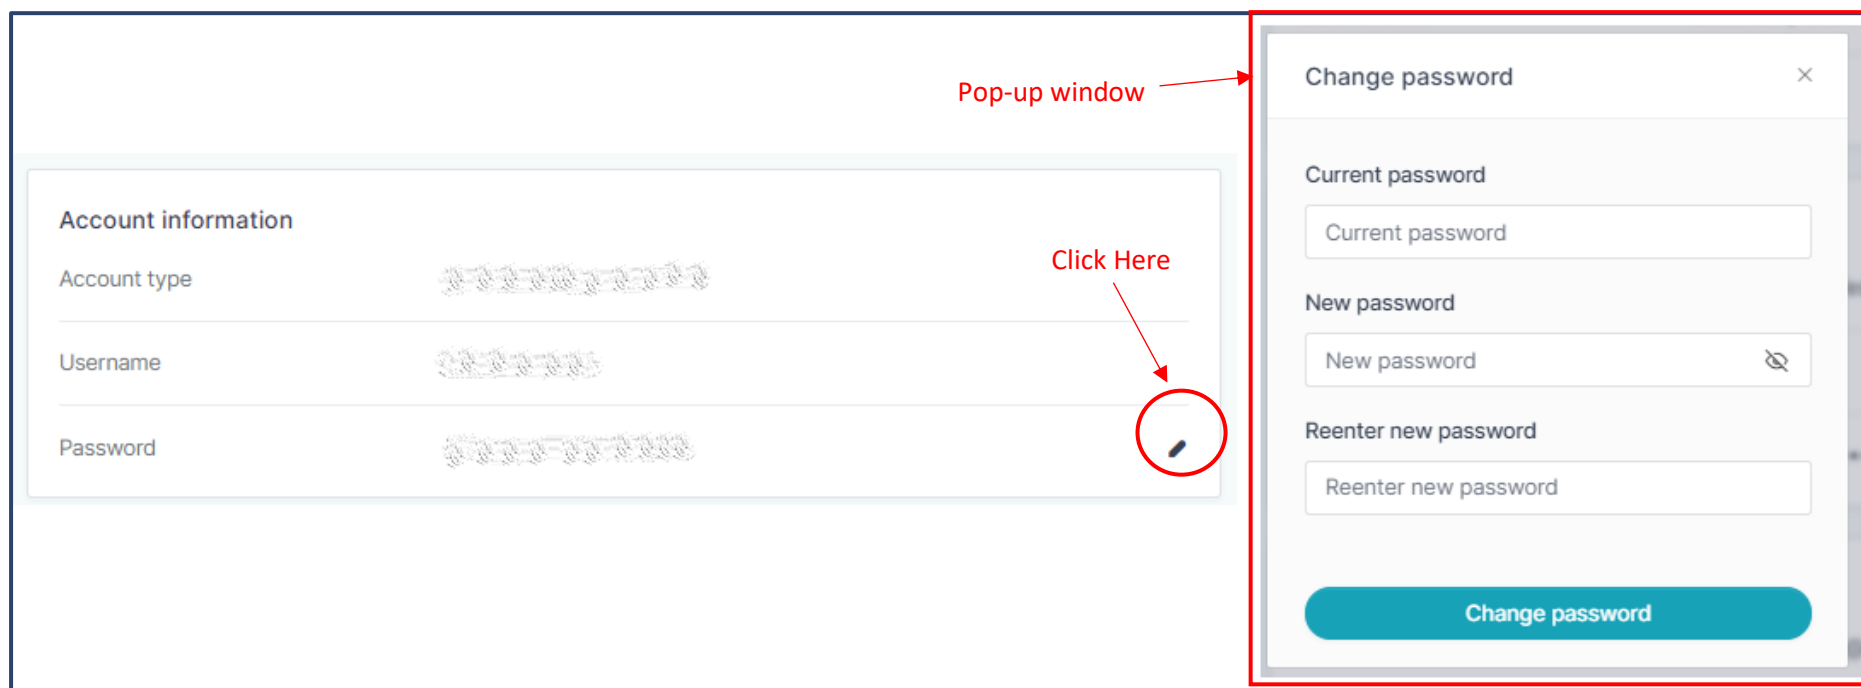 Pop-up window
Account information
Account type
Username
Password
Click Here
Change password
Current password
Current password
New password
New password
Reenter new password
Reenter new password
Change password